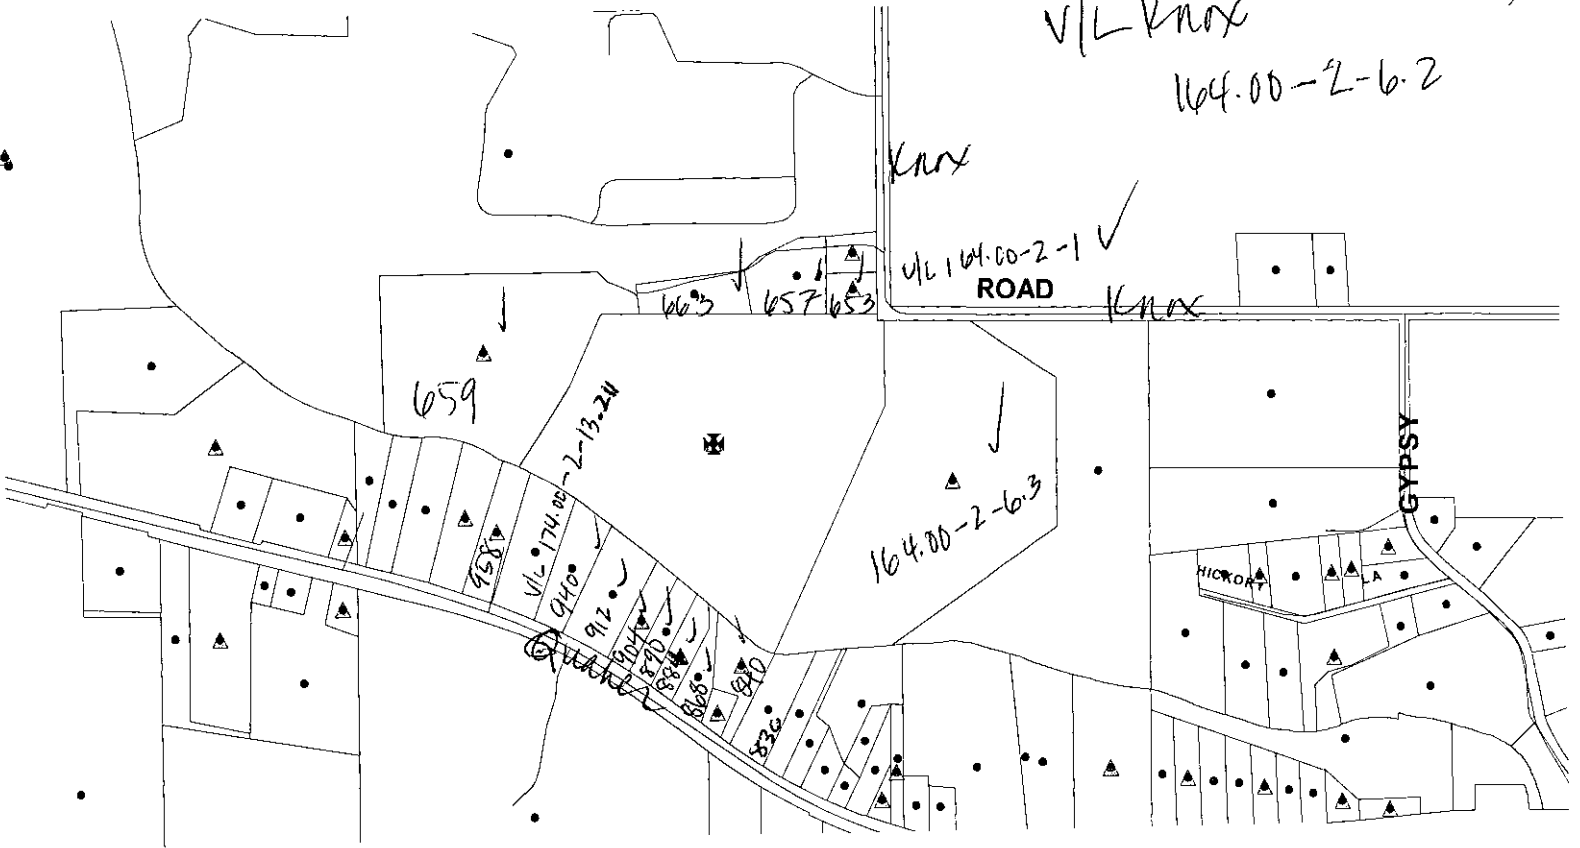 V/L Knox
164.00-2-6.2
Knox
V/L 164.00-2-1
ROAD
Knox
663
657
653
659
174.00-2-13.211
V/L
164.00-2-6.3
GYPSY
HICKORY LA
958
940
912
904
890
884
868
840
836
Quaker